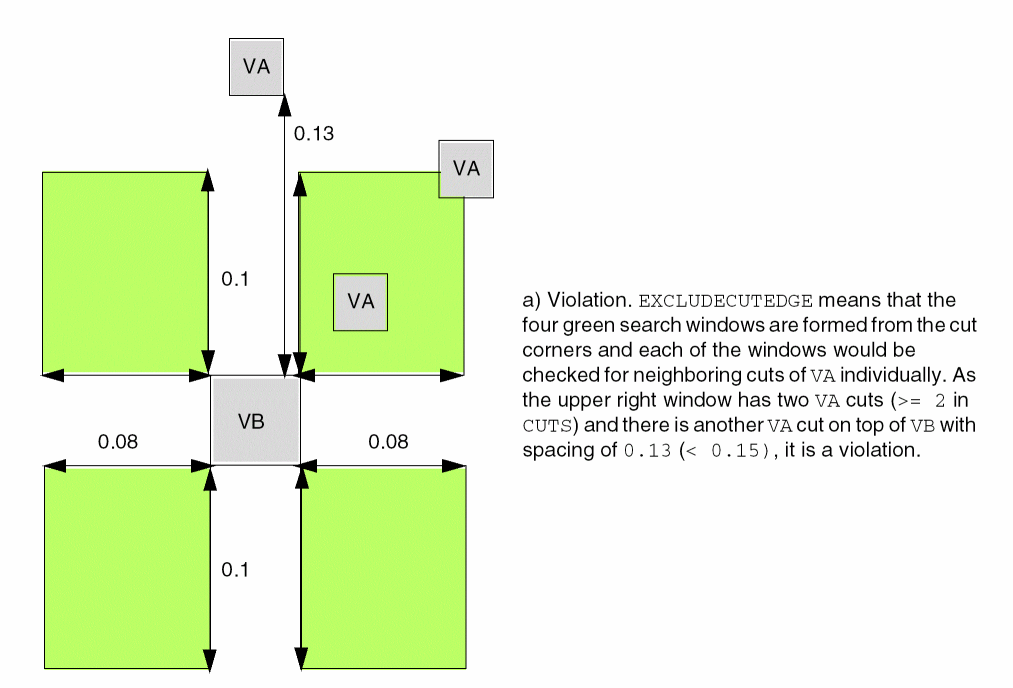 VA
0.13
VA
0.1
VA
VB
0.08
0.08
0.1
a) Violation. EXCLUDECUTEDGE means that the
four green search windows are formed from the cut
corners and each of the windows would be
checked for neighboring cuts of VA individually. As
the upper right window has two VA cuts (>= 2 in
CUTS) and there is another VA cut on top of VB with
spacing of 0.13 (< 0.15), it is a violation.